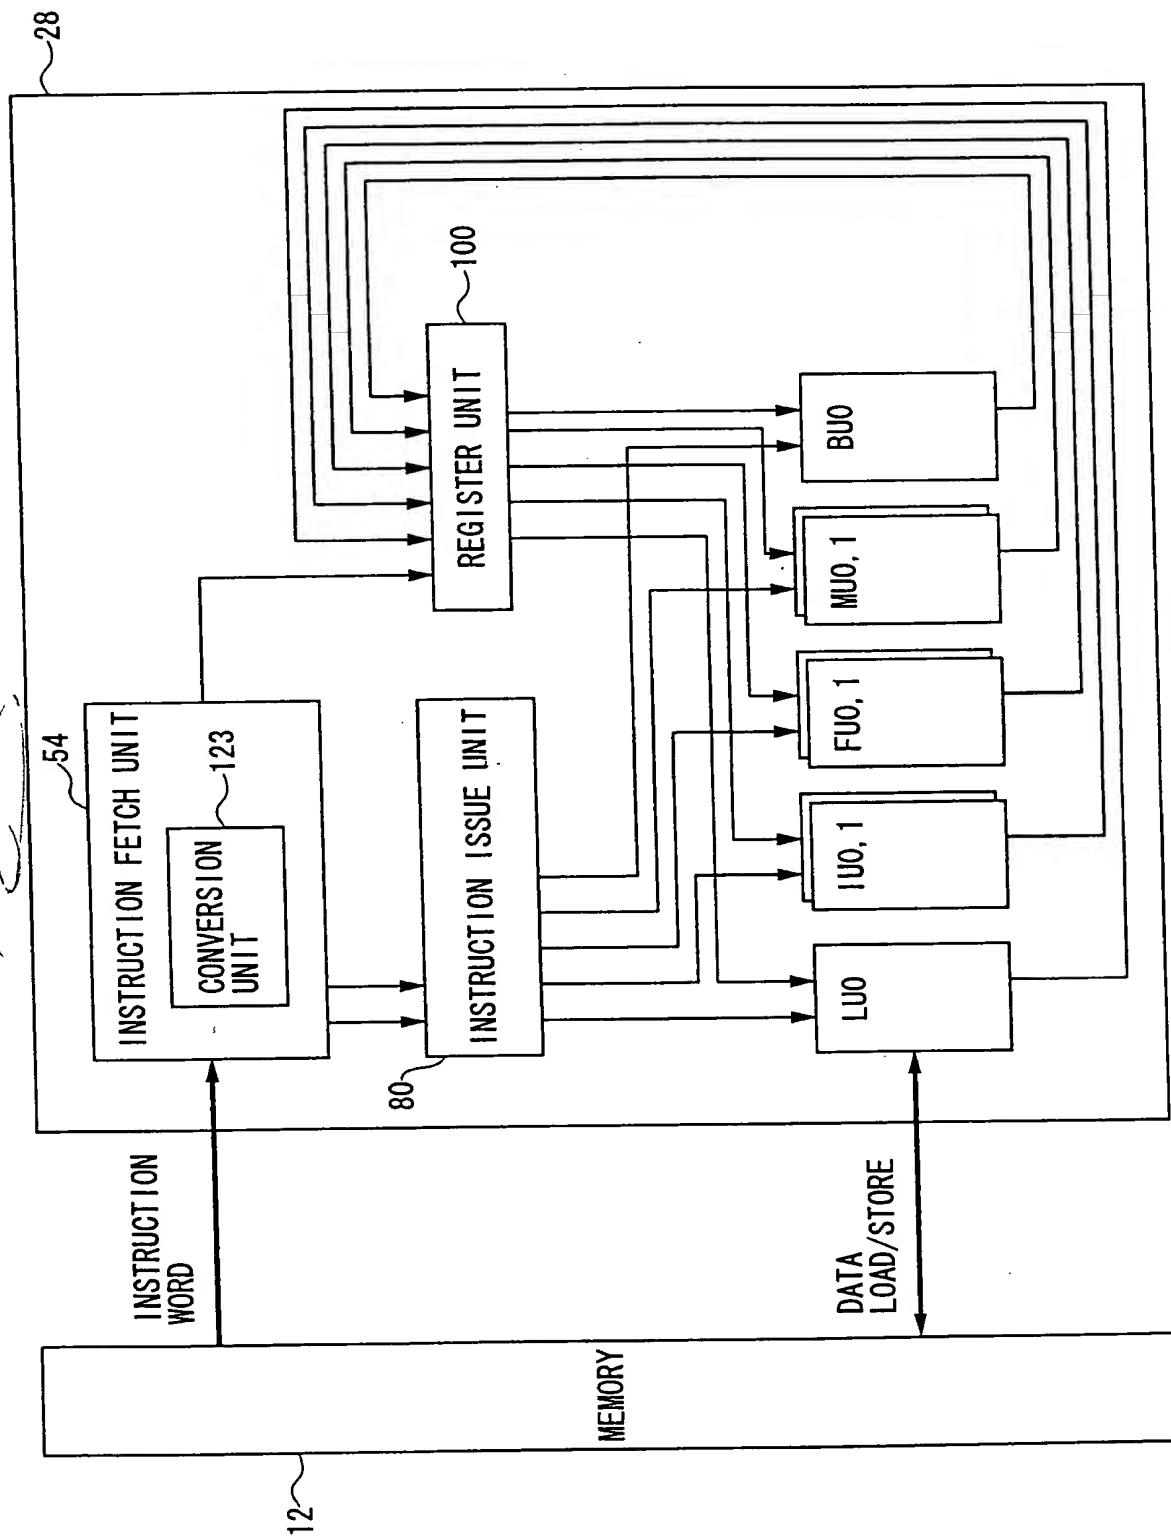 28
54
INSTRUCTION FETCH UNIT
123
CONVERSION
UNIT
INSTRUCTION
WORD
12
MEMORY
80
INSTRUCTION ISSUE UNIT
100
REGISTER UNIT
DATA
LOAD/STORE
LU0
IU0, 1
FU0, 1
MU0, 1
BU0